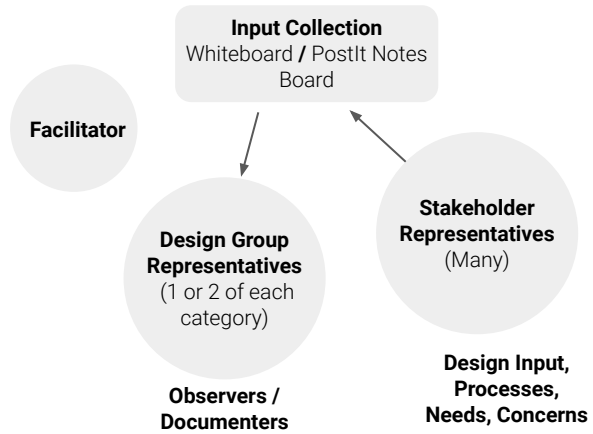 Input Collection
Whiteboard / PostIt Notes
Board
Facilitator
Design Group
Representatives
(1 or 2 of each
category)
Stakeholder
Representatives
(Many)
Observers /
Documenters
Design Input,
Processes,
Needs, Concerns